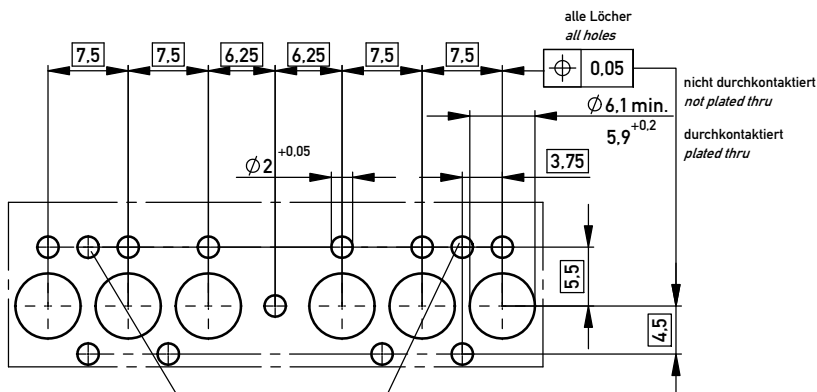 alle Löcher
all holes
7,5 7,5 6,25 6,25 7,5 7,5
⌖ 0,05
nicht durchkontaktiert
not plated thru
∅6,1 min.
5,9 +0,2
durchkontaktiert
plated thru
∅2 +0,05
3,75
5,5
4,5